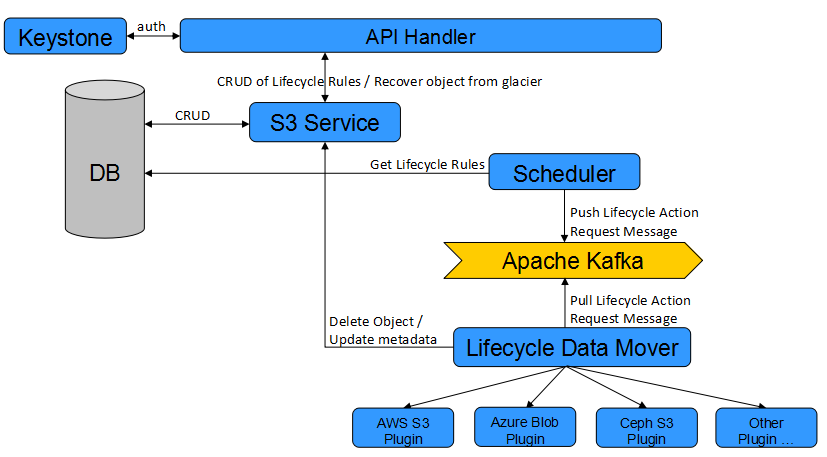 Keystone
auth
API Handler
CRUD of Lifecycle Rules / Recover object from glacier
CRUD
S3 Service
DB
Get Lifecycle Rules
Scheduler
Push Lifecycle Action
Request Message
Apache Kafka
Pull Lifecycle Action
Request Message
Delete Object /
Update metadata
Lifecycle Data Mover
AWS S3
Plugin
Azure Blob
Plugin
Ceph S3
Plugin
Other
Plugin ...